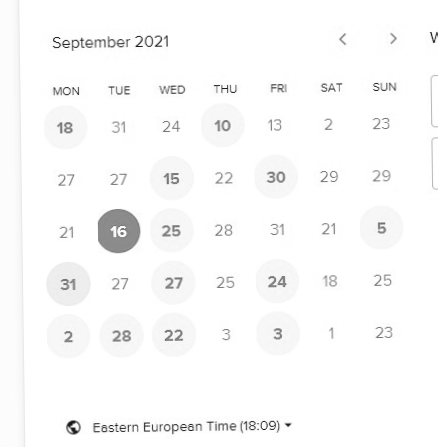 September 2021
W
MON TUE WED THU FRI SAT SUN
18 31 24 10 13 2 23
27 27 15 22 30 29 29
21 16 25 28 31 21 5
31 27 27 25 24 18 25
2 28 22 3 3 1 23
Eastern European Time (18:09)